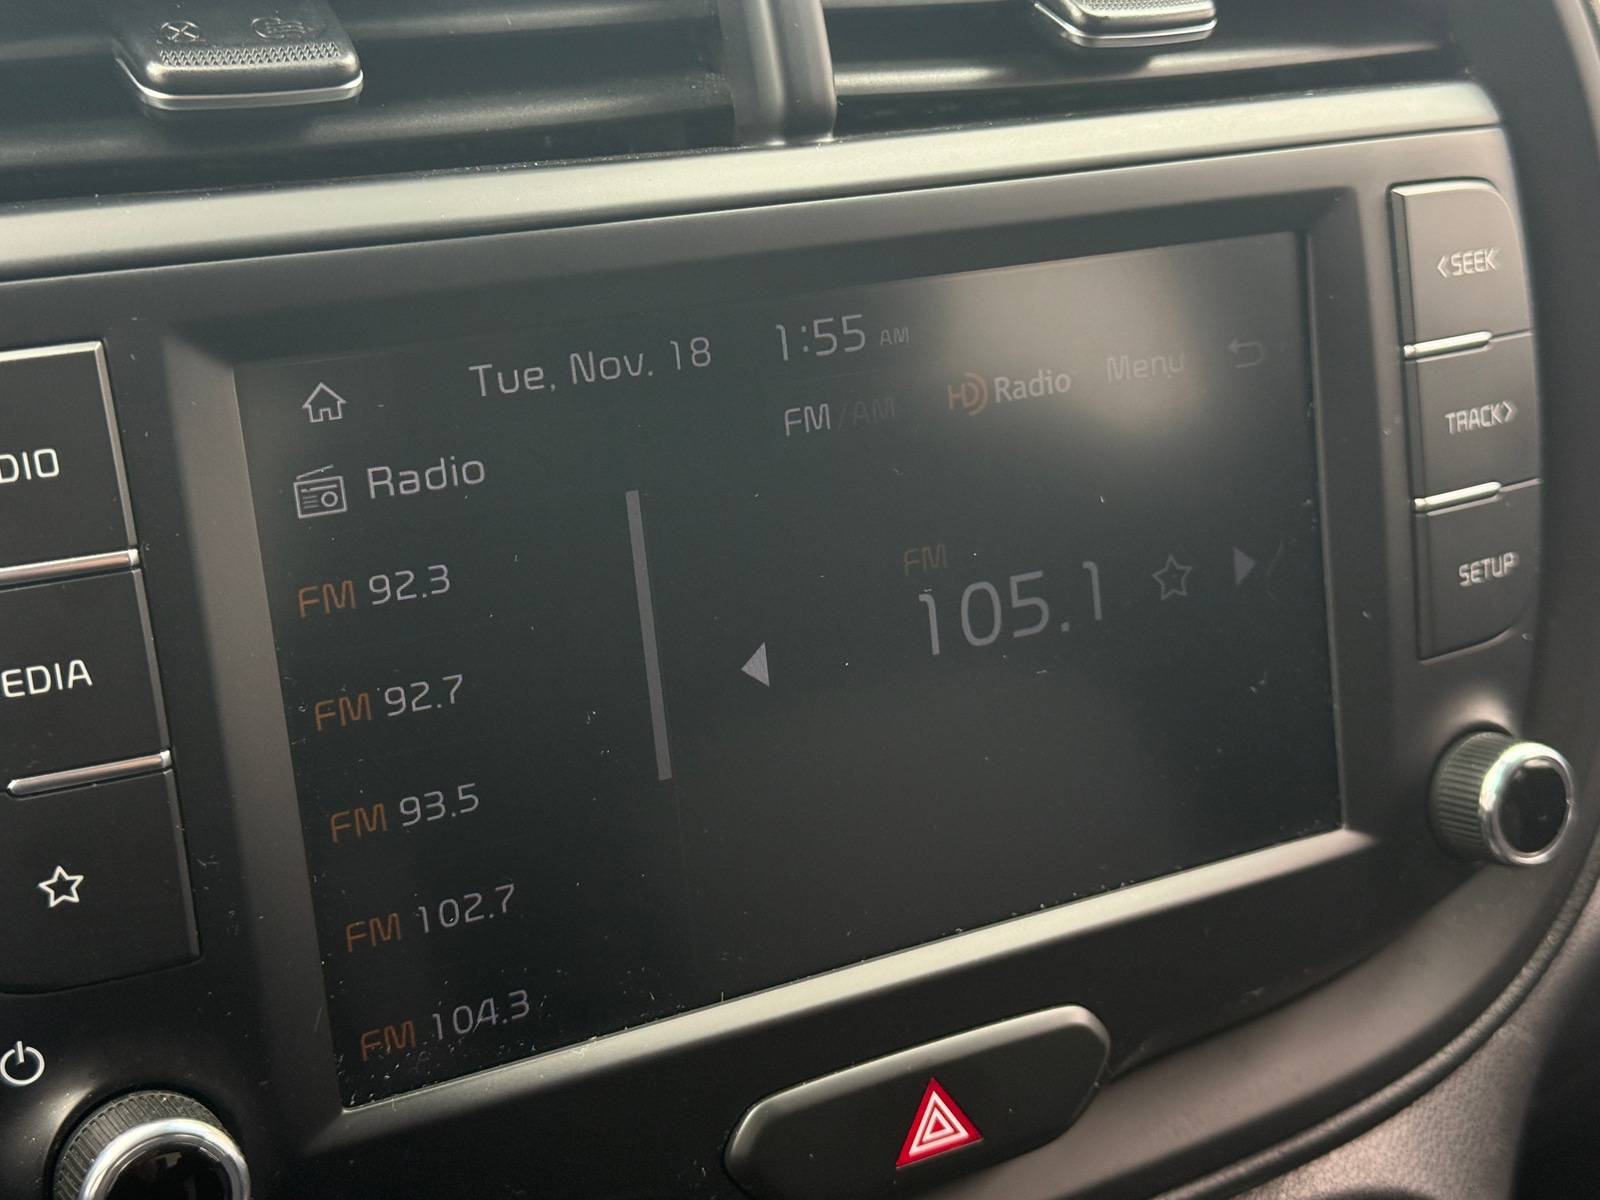 Tue, Nov. 18 1:55 AM
FM/AM HD Radio Menu
Radio
FM 92.3
FM 92.7
FM 93.5
FM 102.7
FM 104.3
FM
105.1
<SEEK
TRACK>
SETUP
DIO
EDIA